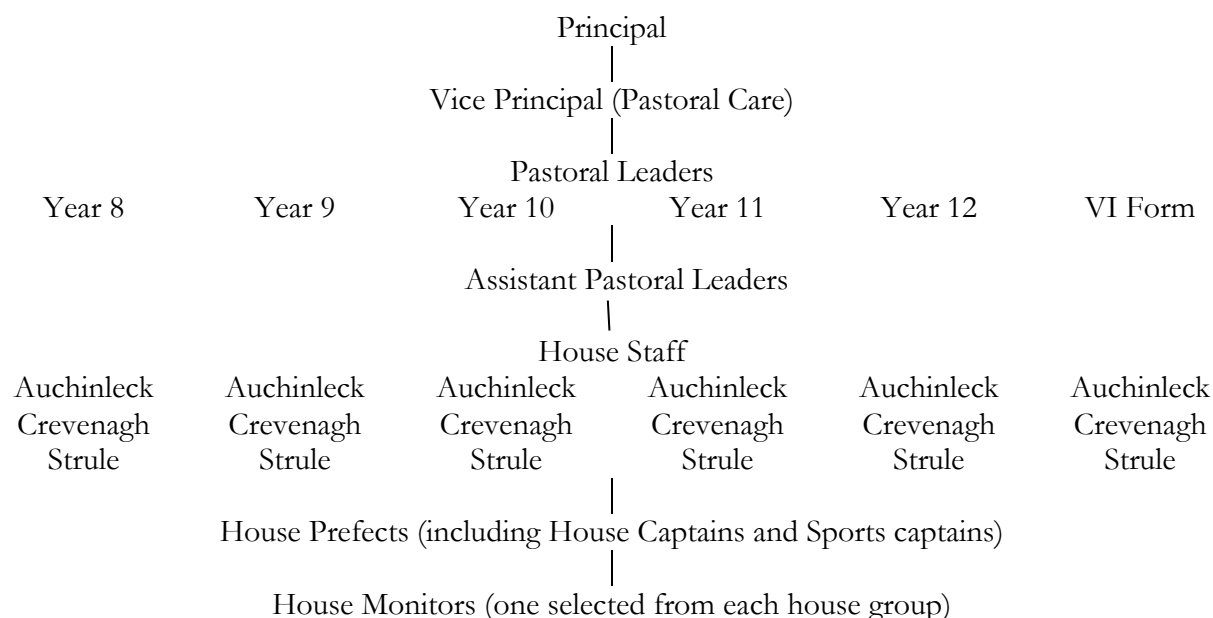 Principal
Vice Principal (Pastoral Care)
Pastoral Leaders
Year 8 Year 9 Year 10 Year 11 Year 12 VI Form
Assistant Pastoral Leaders
House Staff
Auchinleck Auchinleck Auchinleck Auchinleck Auchinleck Auchinleck
Crevenagh Crevenagh Crevenagh Crevenagh Crevenagh Crevenagh
Strule Strule Strule Strule Strule Strule
House Prefects (including House Captains and Sports captains)
House Monitors (one selected from each house group)